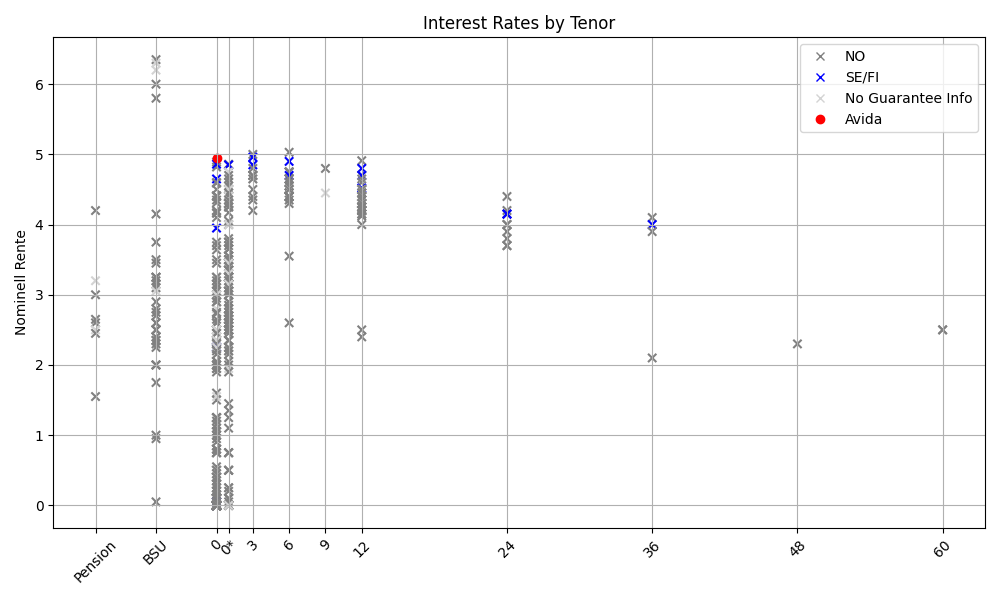 Interest Rates by Tenor
NO
SE/FI
No Guarantee Info
Avida
Nominell Rente
6
5
4
3
2
1
0
Pension
BSU
0
0*
3
6
9
12
24
36
48
60